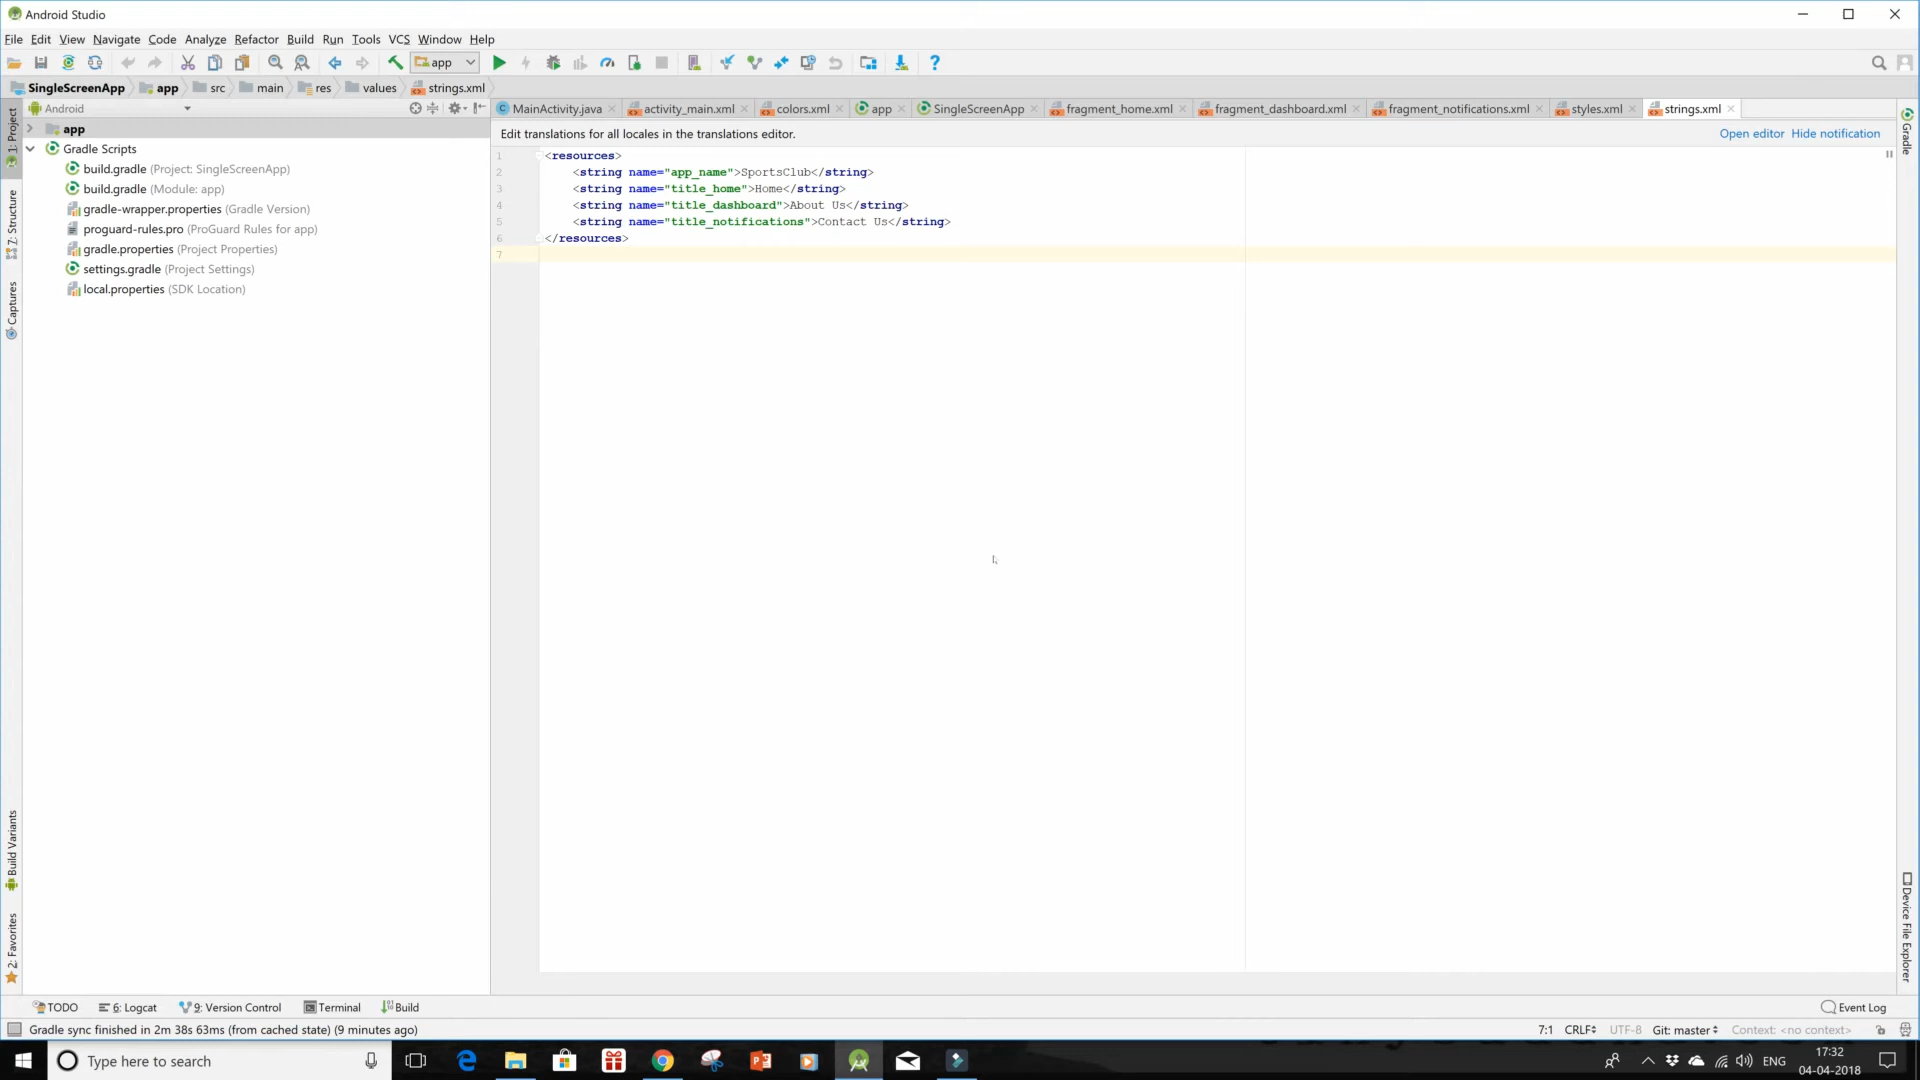 Android Studio
File Edit View Navigate Code Analyze Refactor Build Run Tools VCS Window Help
app
SingleScreenApp app src main res values strings.xml
Android
MainActivity.java activity_main.xml colors.xml app SingleScreenApp fragment_home.xml fragment_dashboard.xml fragment_notifications.xml styles.xml strings.xml
1: Project
7: Structure
Captures
Build Variants
2: Favorites
app
Gradle Scripts
build.gradle (Project: SingleScreenApp)
build.gradle (Module: app)
gradle-wrapper.properties (Gradle Version)
proguard-rules.pro (ProGuard Rules for app)
gradle.properties (Project Properties)
settings.gradle (Project Settings)
local.properties (SDK Location)
Edit translations for all locales in the translations editor. Open editor Hide notification
1 <resources>
2 <string name="app_name">SportsClub</string>
3 <string name="title_home">Home</string>
4 <string name="title_dashboard">About Us</string>
5 <string name="title_notifications">Contact Us</string>
6 </resources>
7
Gradle
Device File Explorer
TODO 6: Logcat 9: Version Control Terminal Build Event Log
Gradle sync finished in 2m 38s 63ms (from cached state) (9 minutes ago) 7:1 CRLF UTF-8 Git: master Context: <no context>
Type here to search ENG 17:32
04-04-2018